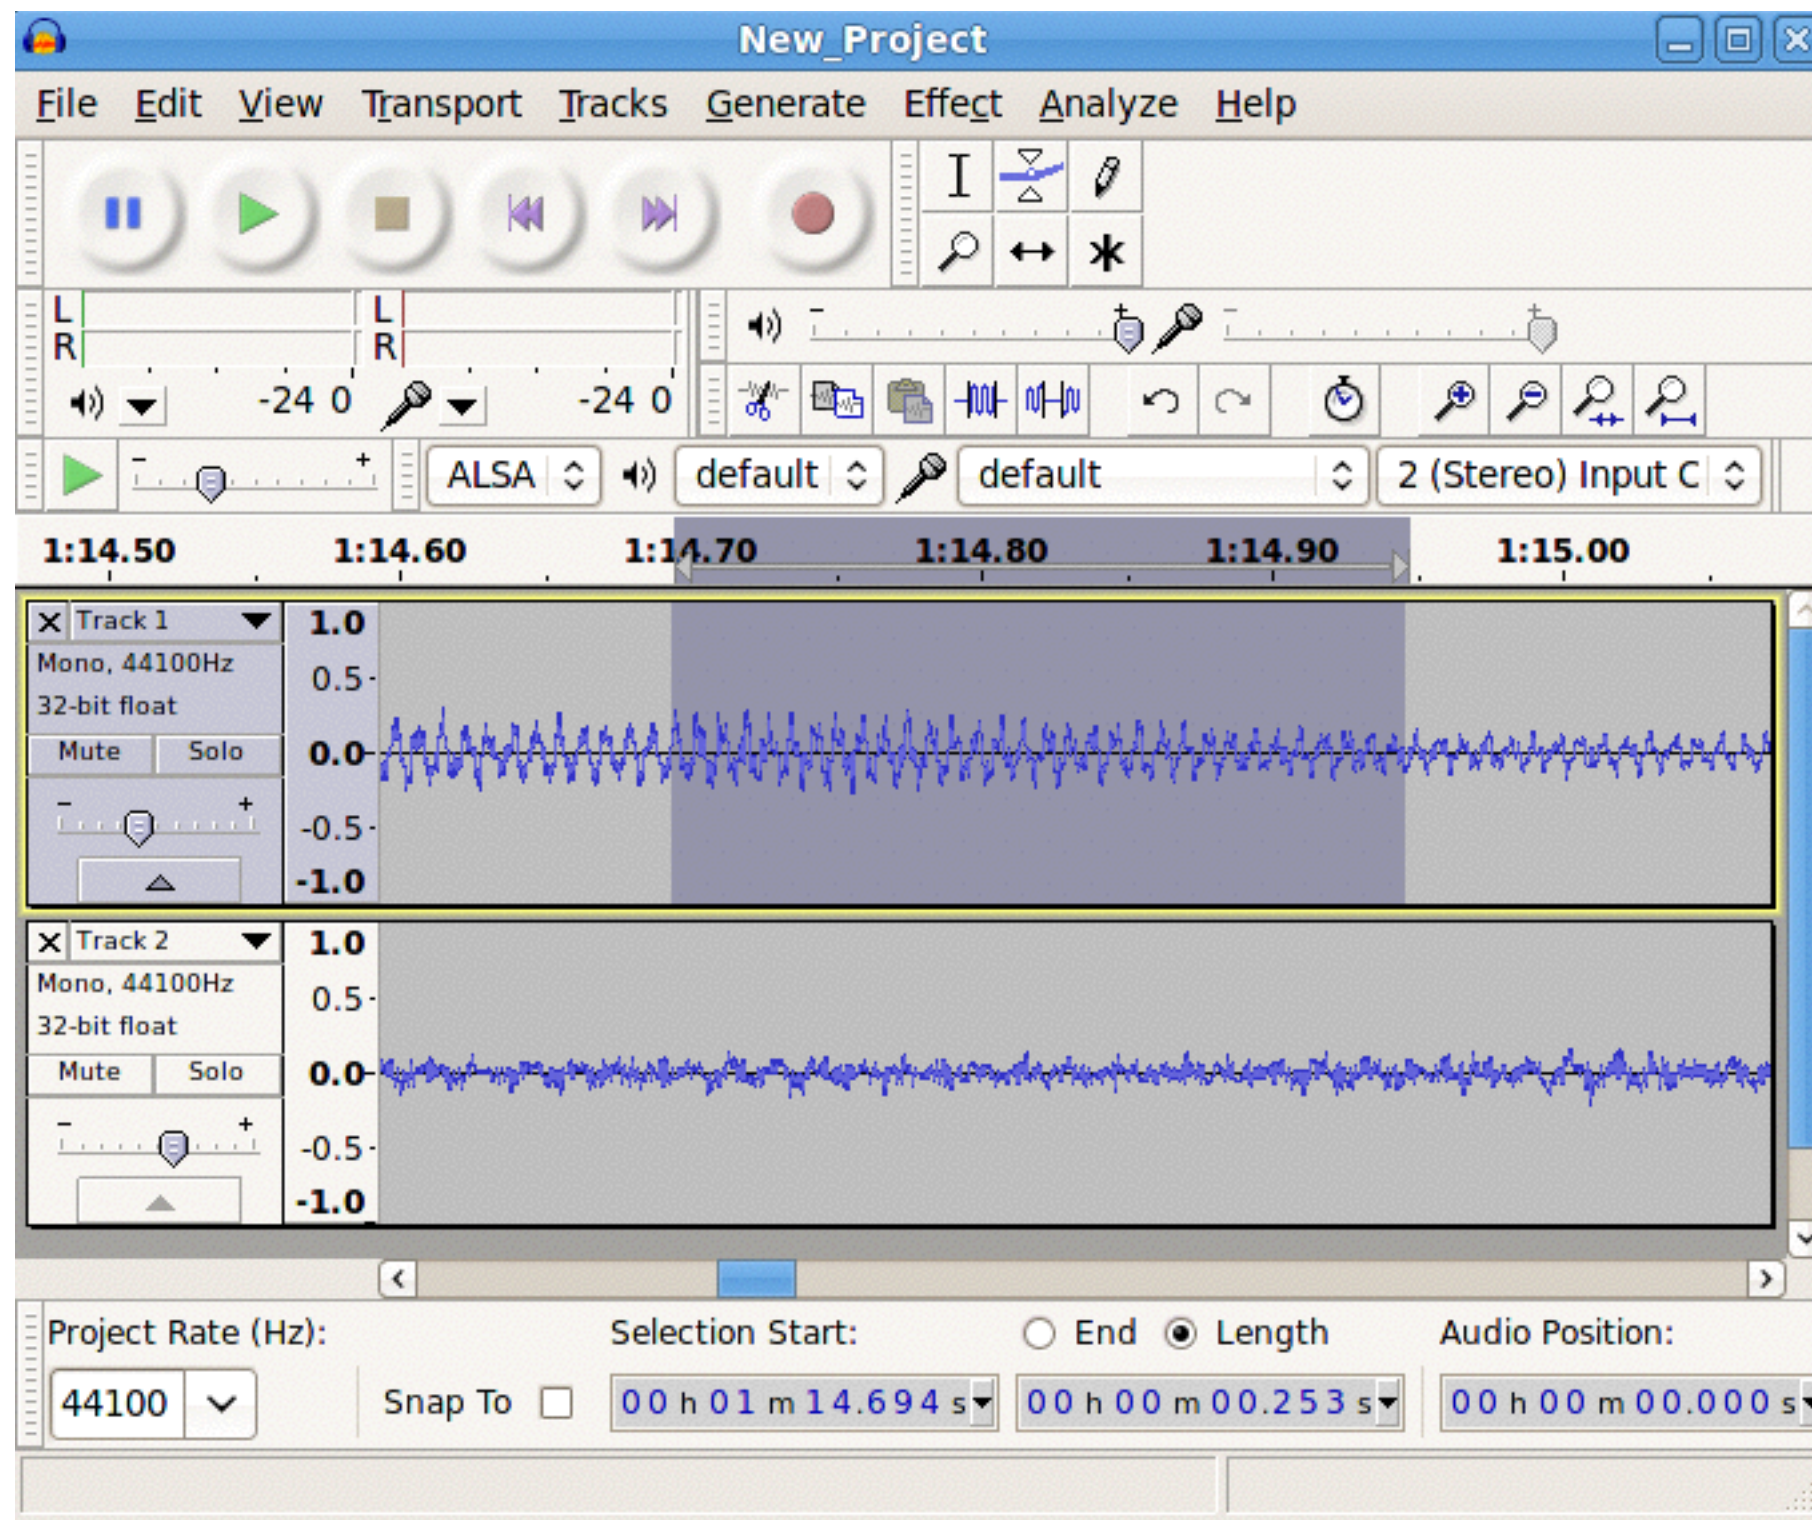 New_Project
File Edit View Transport Tracks Generate Effect Analyze Help
L L
R R
- + - +
-24 0 -24 0
- +
ALSA default default 2 (Stereo) Input C
1:14.50 1:14.60 1:14.70 1:14.80 1:14.90 1:15.00
Track 1
Mono, 44100Hz
32-bit float
Mute Solo
- +
1.0
0.5
0.0
-0.5
-1.0
Track 2
Mono, 44100Hz
32-bit float
Mute Solo
- +
1.0
0.5
0.0
-0.5
-1.0
Project Rate (Hz): Selection Start: End Length Audio Position:
44100 Snap To 00 h 01 m 14.694 s 00 h 00 m 00.253 s 00 h 00 m 00.000 s